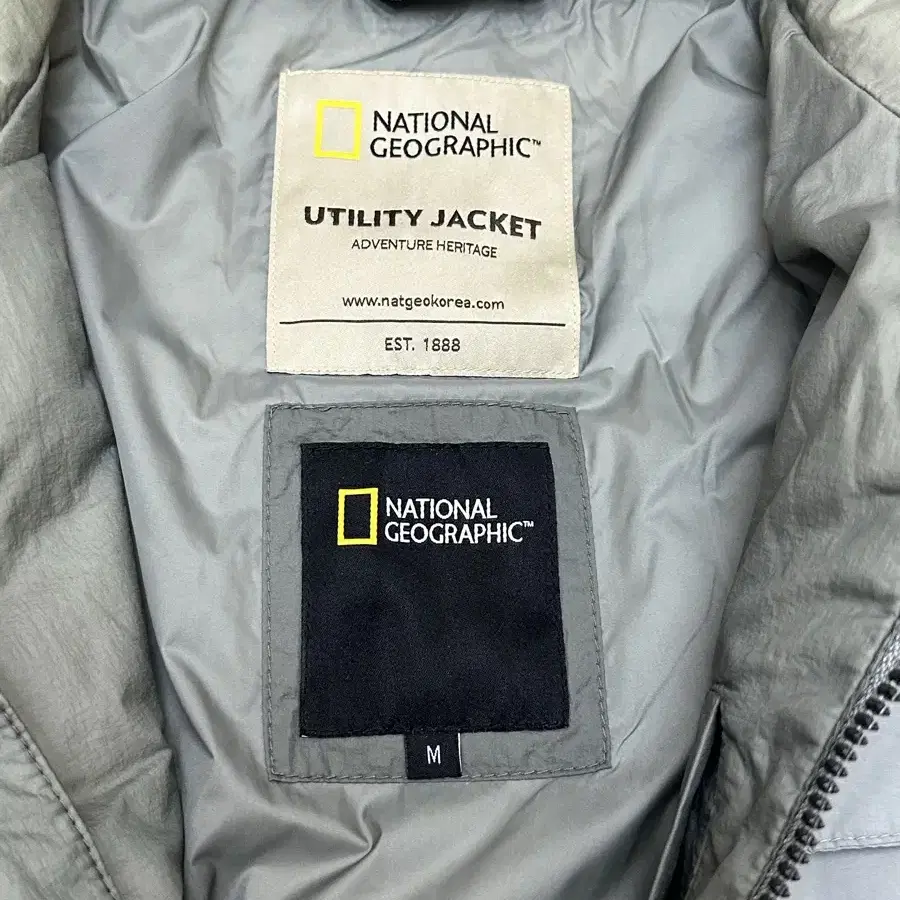 NATIONAL
GEOGRAPHIC™
UTILITY JACKET
ADVENTURE HERITAGE
www.natgeokorea.com
EST. 1888
NATIONAL
GEOGRAPHIC™
M